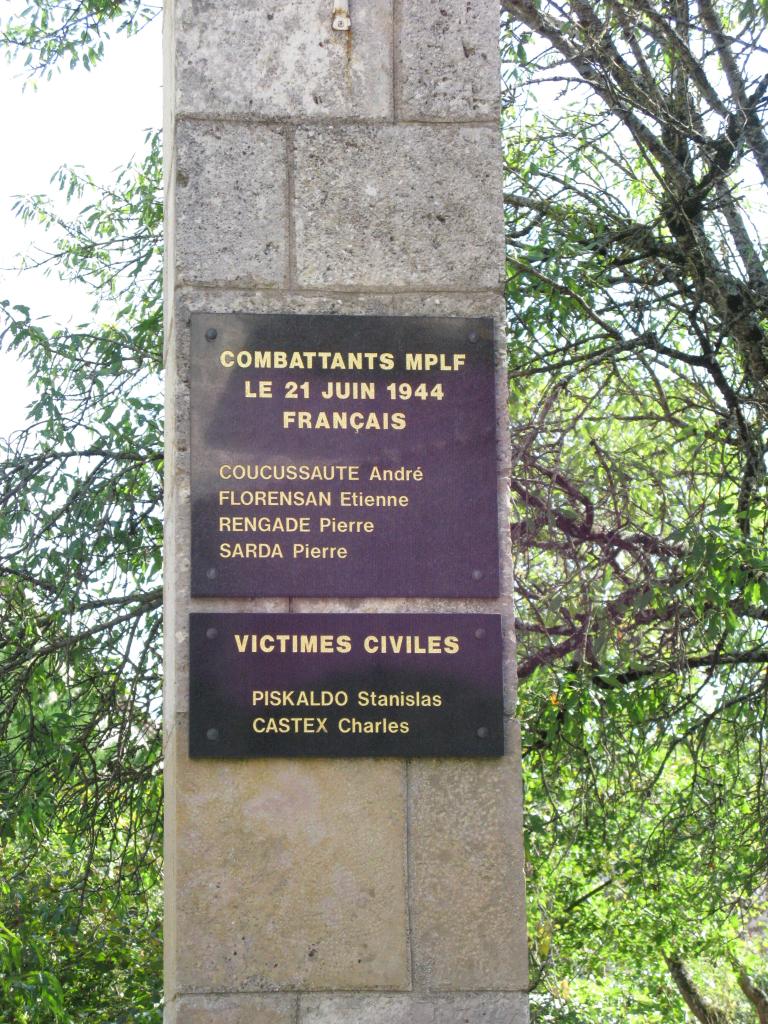 COMBATTANTS MPLF
LE 21 JUIN 1944
FRANÇAIS
COUCUSSAUTE André
FLORENSAN Etienne
RENGADE Pierre
SARDA Pierre
VICTIMES CIVILES
PISKALDO Stanislas
CASTEX Charles